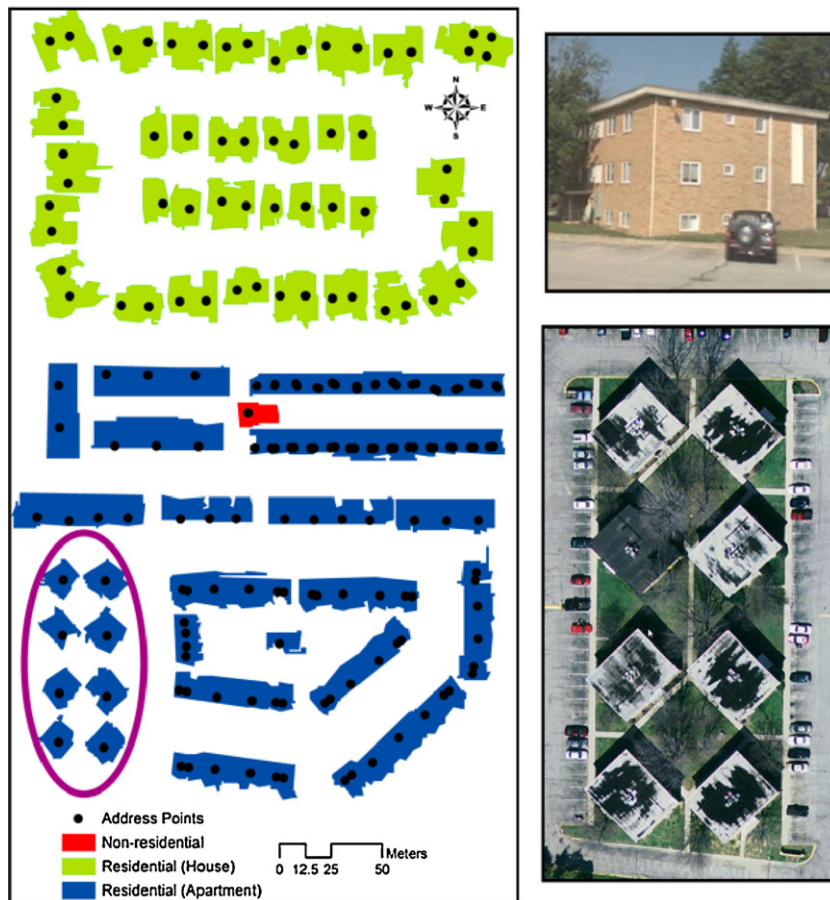 N
W E
S
Address Points
Non-residential
Residential (House)
Residential (Apartment)
Meters
0 12.5 25 50